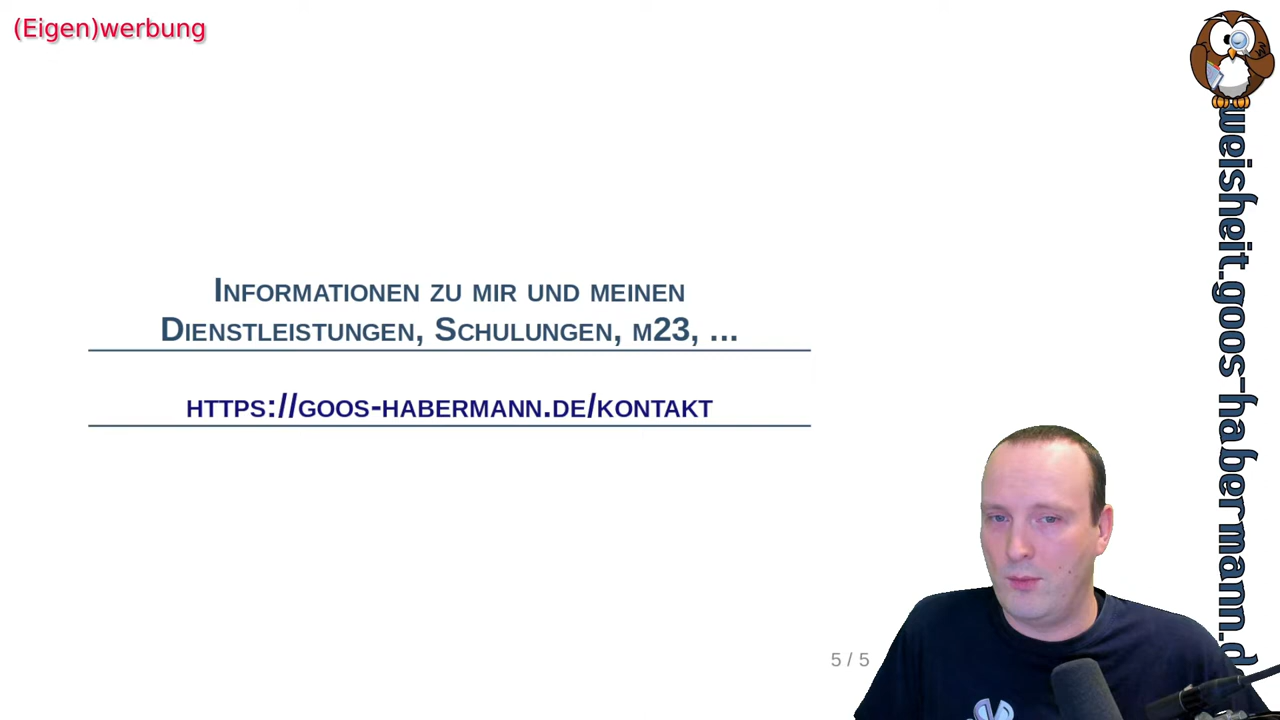 (Eigen)werbung
Informationen zu mir und meinen
Dienstleistungen, Schulungen, m23, ...
https://goos-habermann.de/kontakt
5 / 5
weisheit.goos-habermann.d